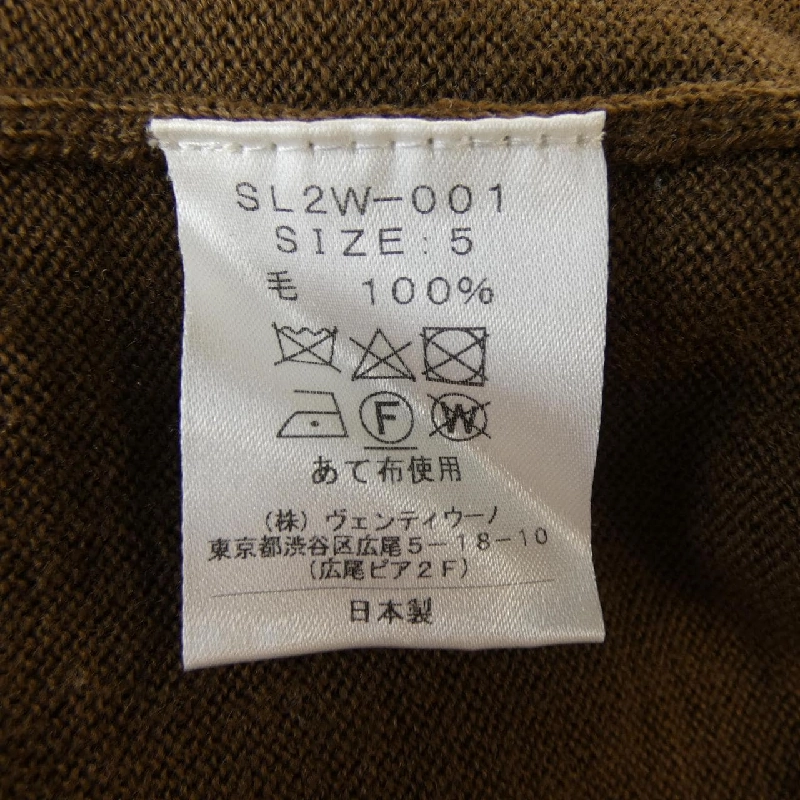 SL2W-001
SIZE:5
毛 100%
F W
あて布使用
(株)ヴェンティウーノ
東京都渋谷区広尾5-18-10
(広尾ピア2F)
日本製